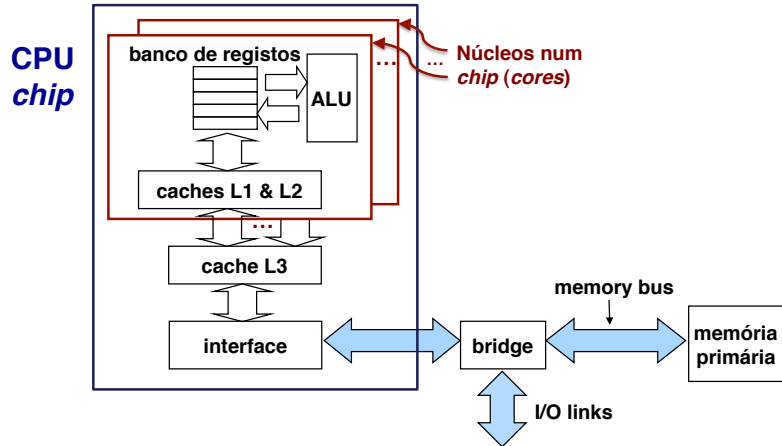 CPU
chip
banco de registos
ALU
...
...
Núcleos num
chip (cores)
caches L1 & L2
...
cache L3
interface
bridge
memory bus
memória
primária
I/O links